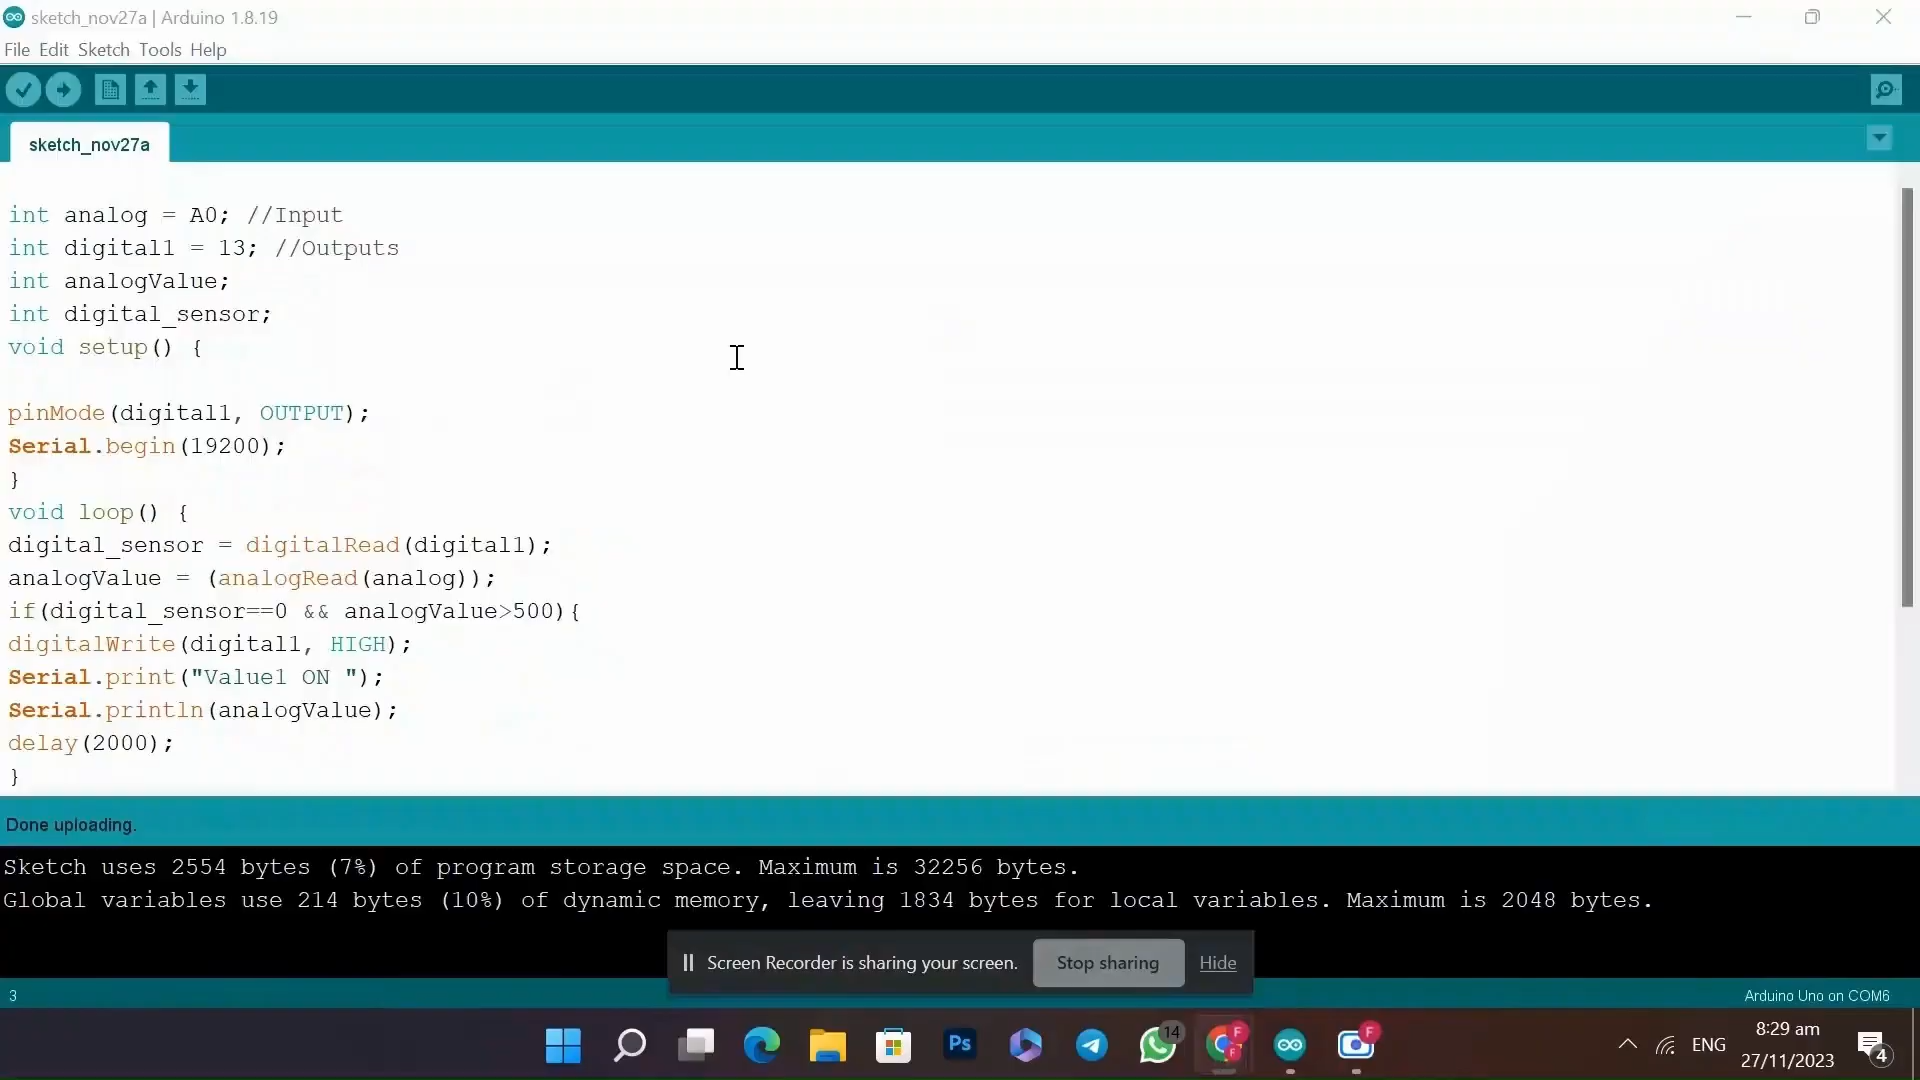 sketch_nov27a | Arduino 1.8.19
File Edit Sketch Tools Help
sketch_nov27a
int analog = A0; //Input
int digital1 = 13; //Outputs
int analogValue;
int digital_sensor;
void setup() {
pinMode(digital1, OUTPUT);
Serial.begin(19200);
}
void loop() {
digital_sensor = digitalRead(digital1);
analogValue = (analogRead(analog));
if(digital_sensor==0 && analogValue>500){
digitalWrite(digital1, HIGH);
Serial.print("Value1 ON ");
Serial.println(analogValue);
delay(2000);
}
Done uploading.
Sketch uses 2554 bytes (7%) of program storage space. Maximum is 32256 bytes.
Global variables use 214 bytes (10%) of dynamic memory, leaving 1834 bytes for local variables. Maximum is 2048 bytes.
Screen Recorder is sharing your screen. Stop sharing Hide
3 Arduino Uno on COM6
Ps 14 F F F ENG 8:29 am
27/11/2023 4